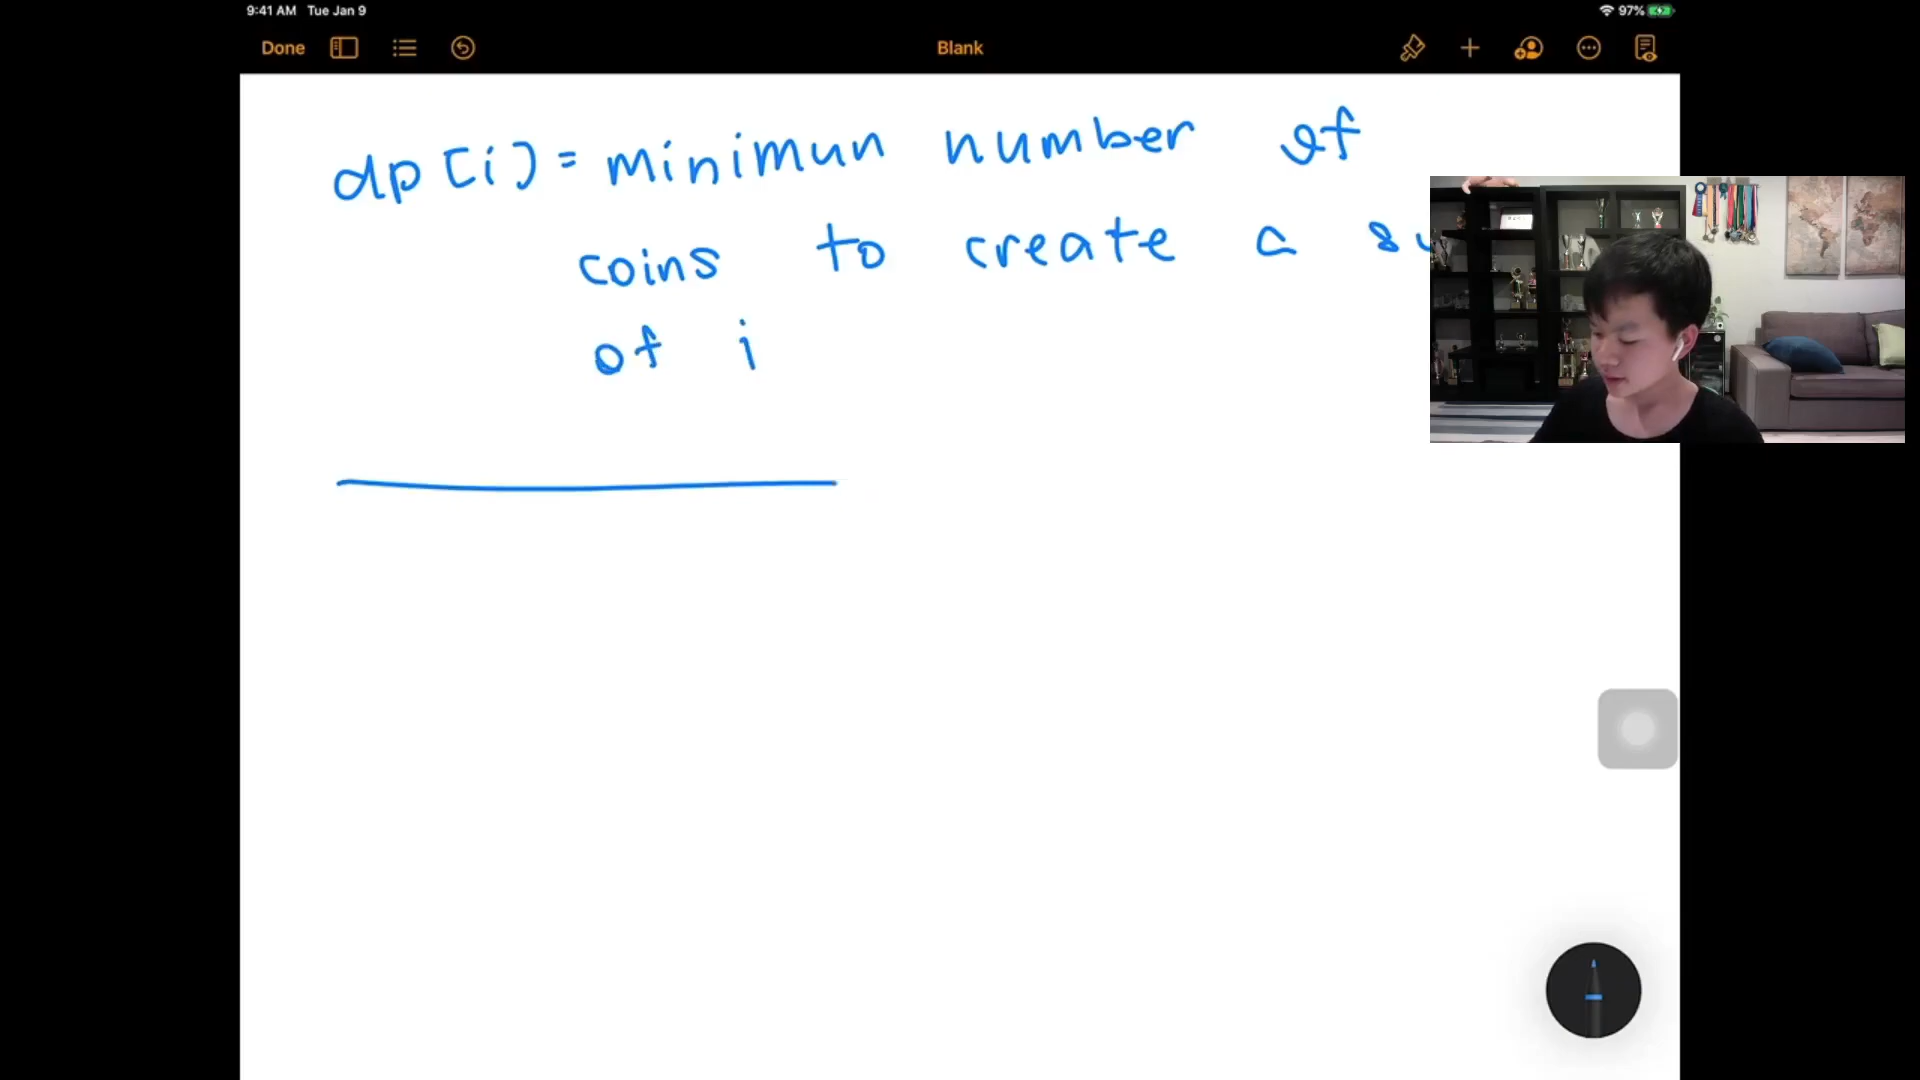 9:41 AM Tue Jan 9
97%
Done
Blank
dp[i] = minimun number of
coins to create a
of i